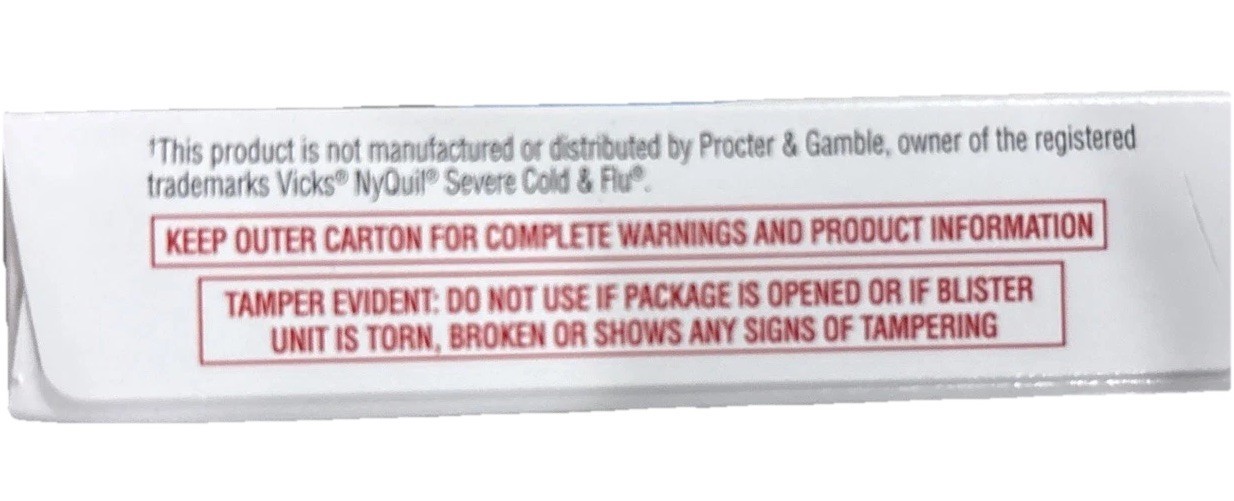 †This product is not manufactured or distributed by Procter & Gamble, owner of the registered
trademarks Vicks® NyQuil® Severe Cold & Flu®.
KEEP OUTER CARTON FOR COMPLETE WARNINGS AND PRODUCT INFORMATION
TAMPER EVIDENT: DO NOT USE IF PACKAGE IS OPENED OR IF BLISTER
UNIT IS TORN, BROKEN OR SHOWS ANY SIGNS OF TAMPERING